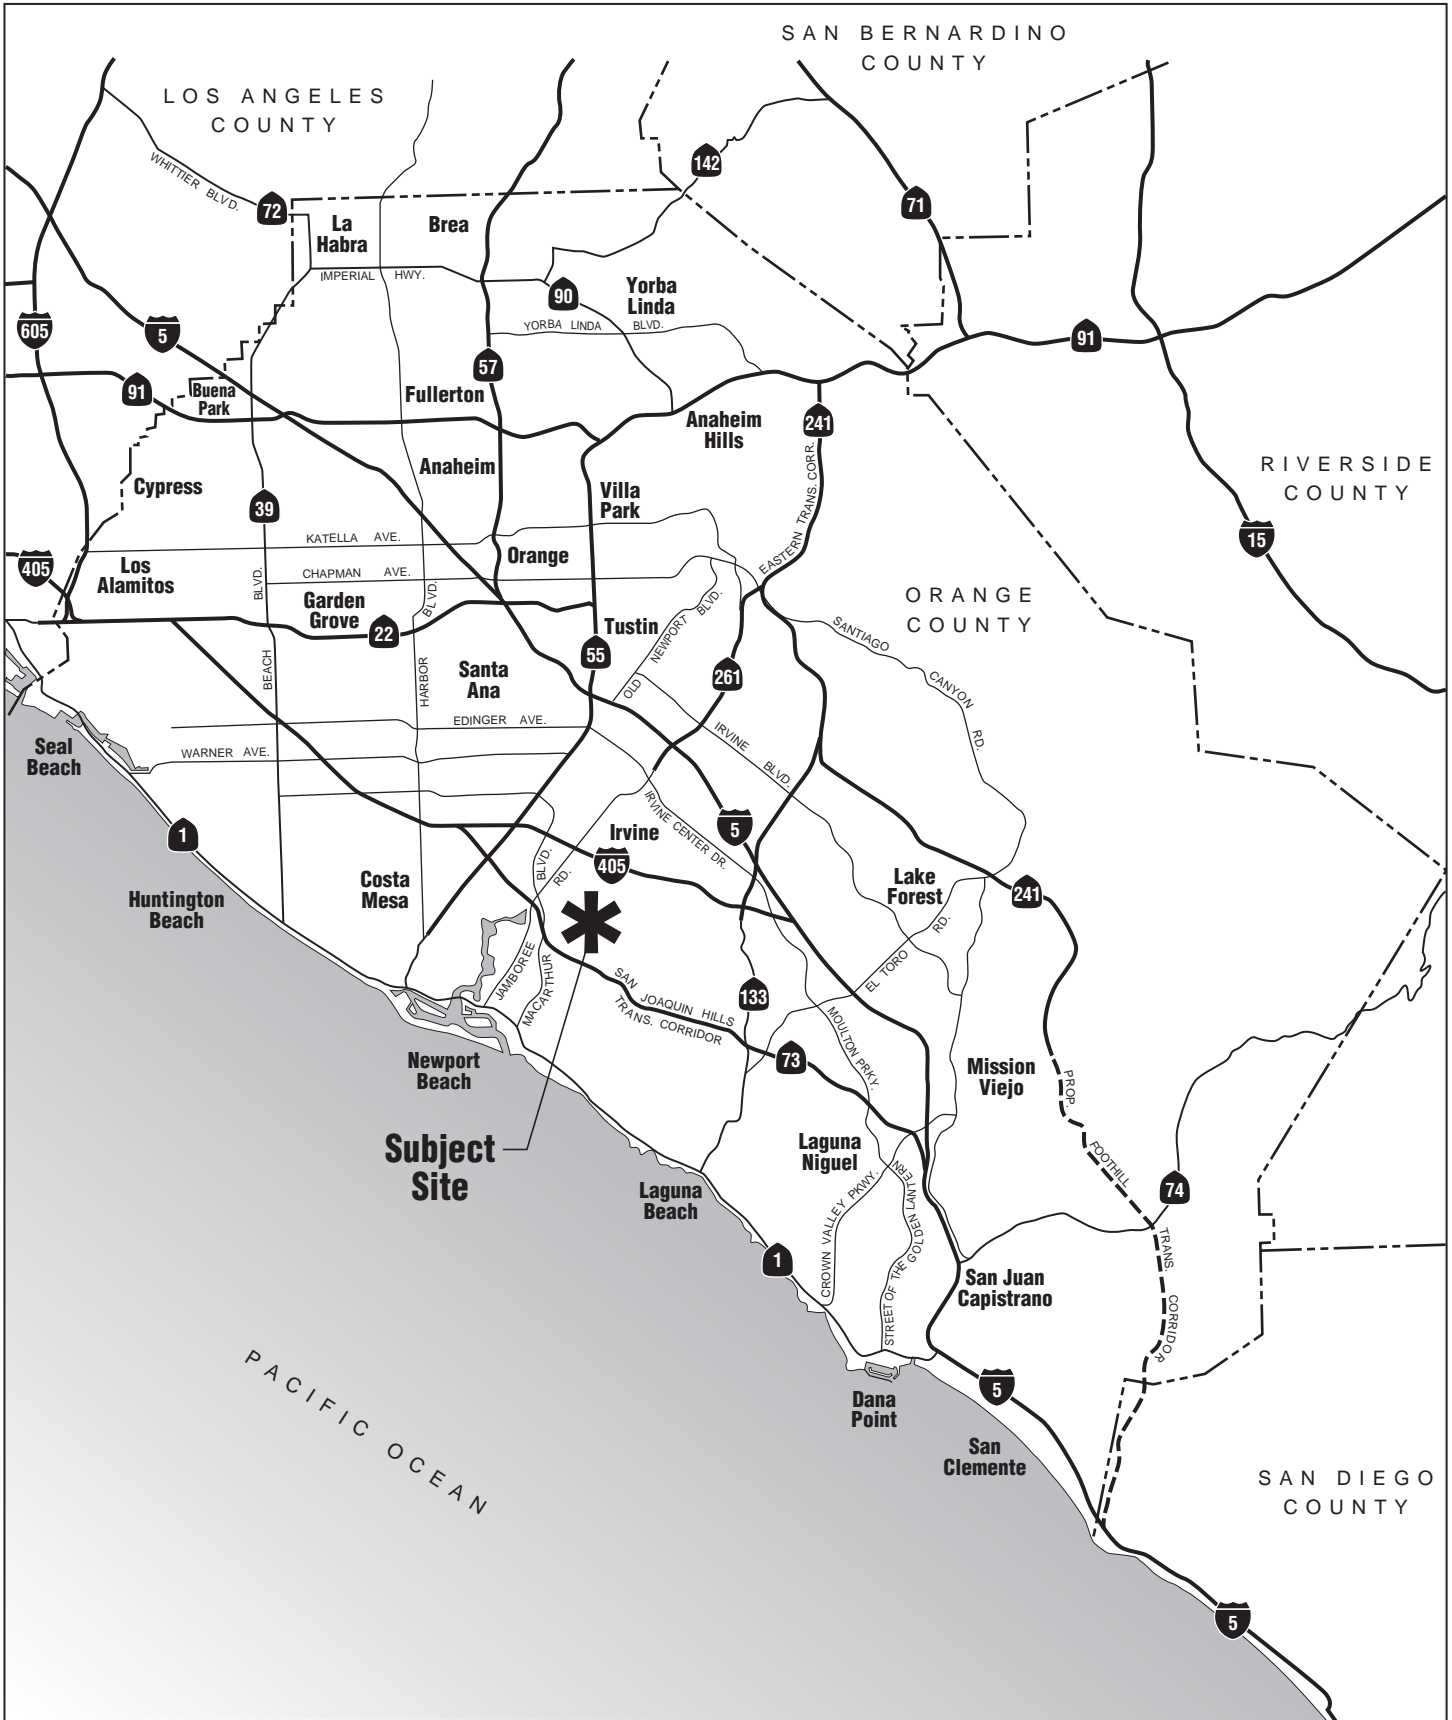 SAN BERNARDINO
COUNTY
LOS ANGELES
COUNTY
WHITTIER BLVD.
72
142
71
La
Habra
Brea
IMPERIAL HWY.
90
Yorba
Linda
YORBA LINDA BLVD.
605
5
91
57
91
Buena
Park
Fullerton
Anaheim
Hills
241
EASTERN TRANS. CORR.
RIVERSIDE
COUNTY
15
Cypress
Anaheim
Villa
Park
39
KATELLA AVE.
Orange
405
Los
Alamitos
CHAPMAN AVE.
BEACH BLVD.
HARBOR BLVD.
Garden
Grove
22
Tustin
55
OLD NEWPORT BLVD.
261
ORANGE
COUNTY
SANTIAGO CANYON RD.
Santa
Ana
EDINGER AVE.
WARNER AVE.
IRVINE BLVD.
Seal
Beach
1
IRVINE CENTER DR.
5
Irvine
405
Huntington
Beach
Costa
Mesa
JAMBOREE RD.
MACARTHUR BLVD.
Lake
Forest
241
EL TORO RD.
133
SAN JOAQUIN HILLS
TRANS. CORRIDOR
MOULTON PRKY.
73
Newport
Beach
Mission
Viejo
PROP. FOOTHILL TRANS. CORRIDOR
Subject
Site
Laguna
Niguel
74
Laguna
Beach
CROWN VALLEY PKWY.
STREET OF THE GOLDEN LANTERN
1
San Juan
Capistrano
5
Dana
Point
San
Clemente
PACIFIC OCEAN
SAN DIEGO
COUNTY
5